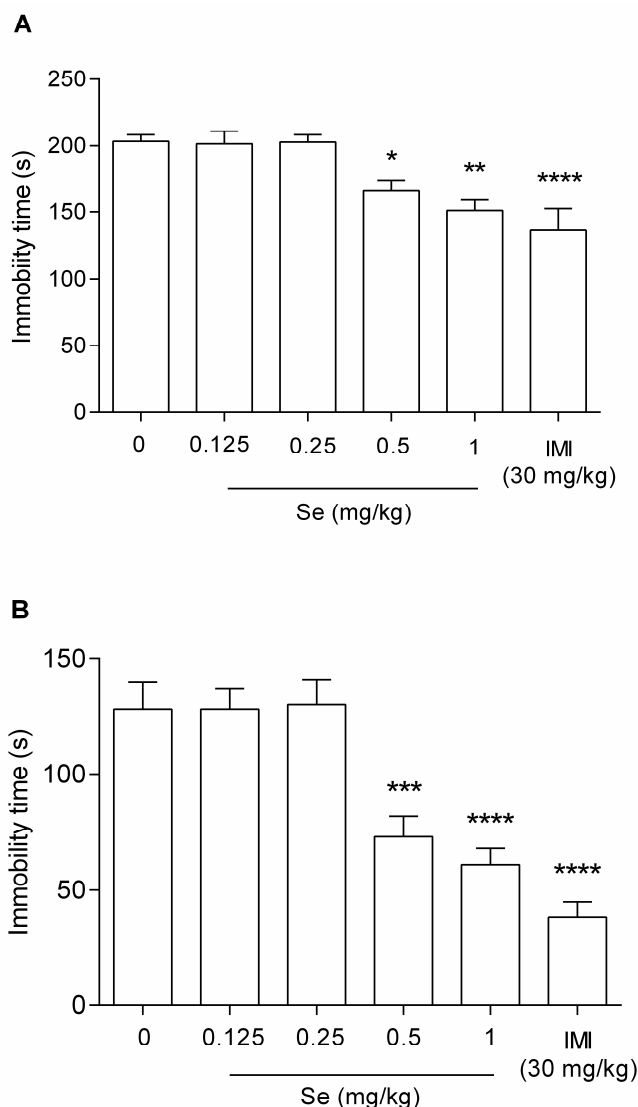 A
Immobiity time (s)
250
200
150
100
50
0
*
**
****
0 0.125 0.25 0.5 1 IMI
(30 mg/kg)
Se (mg/kg)
B
Immobility time (s)
150
100
50
0
***
****
****
0 0.125 0.25 0.5 1 IMI
(30 mg/kg)
Se (mg/kg)